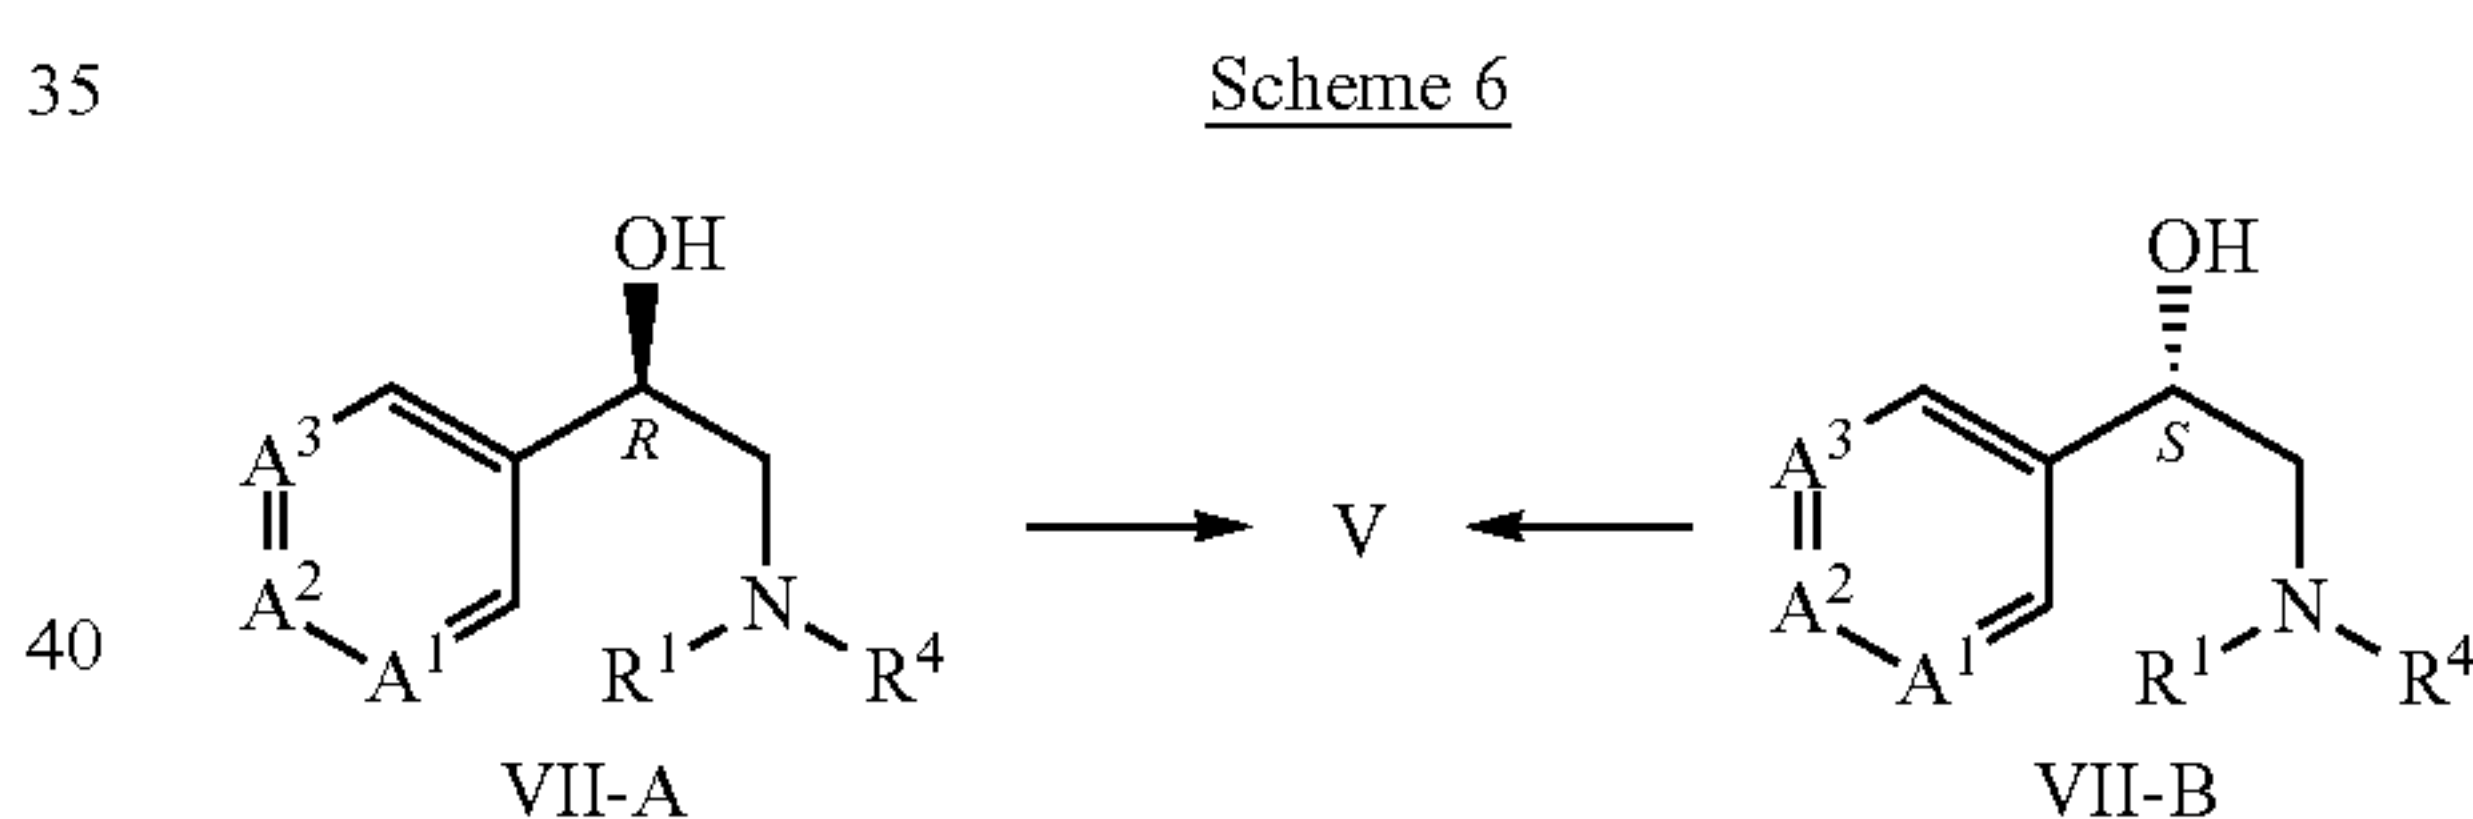 35 Scheme 6
OH OH
A³ R A³ S
A² N V A² N
40 A¹ R¹ R⁴ A¹ R¹ R⁴
VII-A VII-B